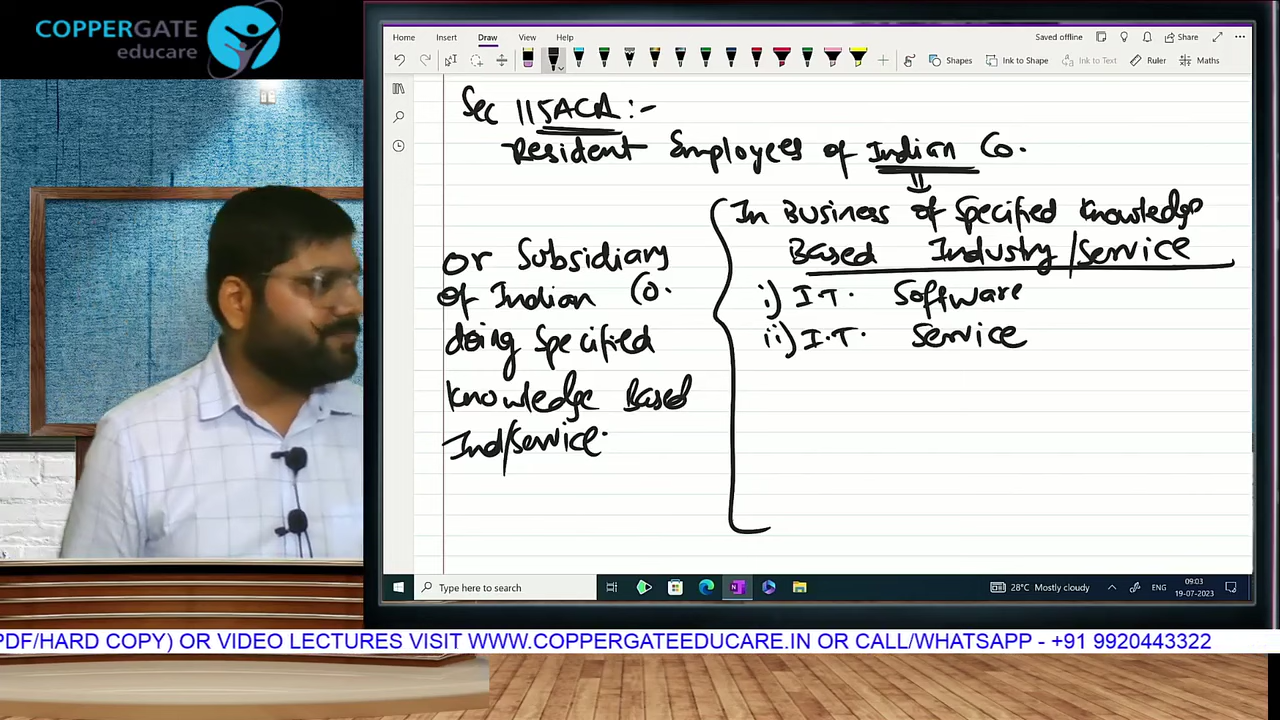 COPPERGATE
educare
Home Insert Draw View Help
Saved offline
Share
Shapes
Ink to Shape
Ink to Text
Ruler
Maths
Sec 115ACA :-
Resident Employees of Indian Co.
In Business of Specified Knowledge
Based Industry/Service
i) I.T. Software
ii) I.T. Service
or Subsidiary
of Indian Co.
doing Specified
Knowledge Based
Ind/Service.
Type here to search
28°C Mostly cloudy
ENG
09:03
19-07-2023
PDF/HARD COPY) OR VIDEO LECTURES VISIT WWW.COPPERGATEEDUCARE.IN OR CALL/WHATSAPP - +91 9920443322